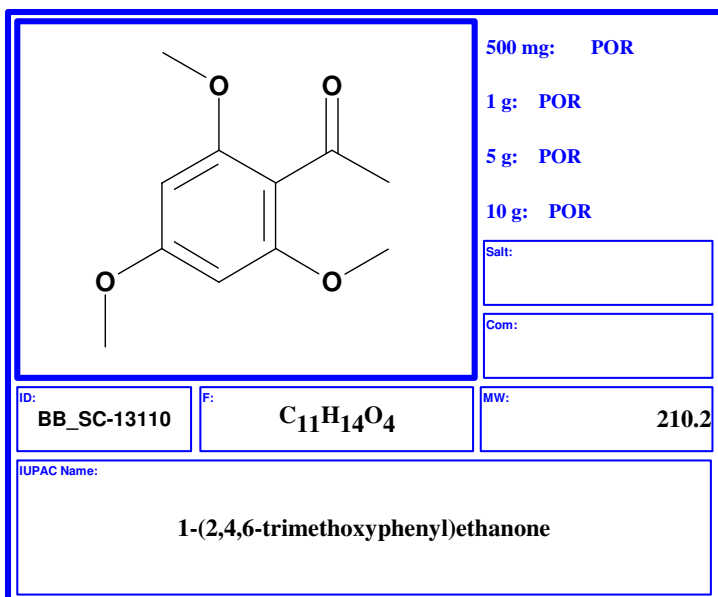 O
O
O
O
500 mg: POR
1 g: POR
5 g: POR
10 g: POR
Salt:
Com:
ID:
BB_SC-13110
F:
C11H14O4
MW:
210.2
IUPAC Name:
1-(2,4,6-trimethoxyphenyl)ethanone